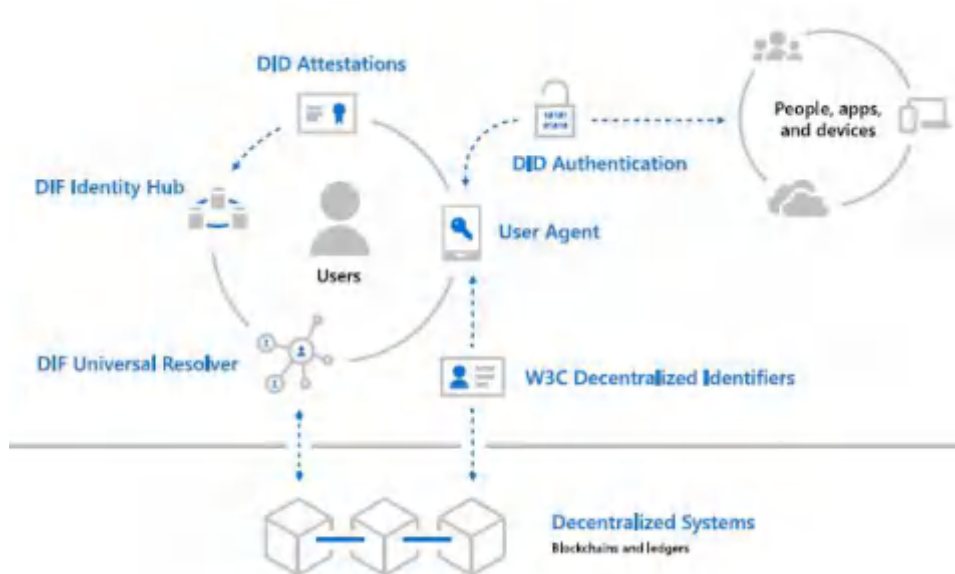 DID Attestations
People, apps,
and devices
DID Authentication
DIF Identity Hub
User Agent
Users
DIF Universal Resolver
W3C Decentralized Identifiers
Decentralized Systems
Blockchains and ledgers